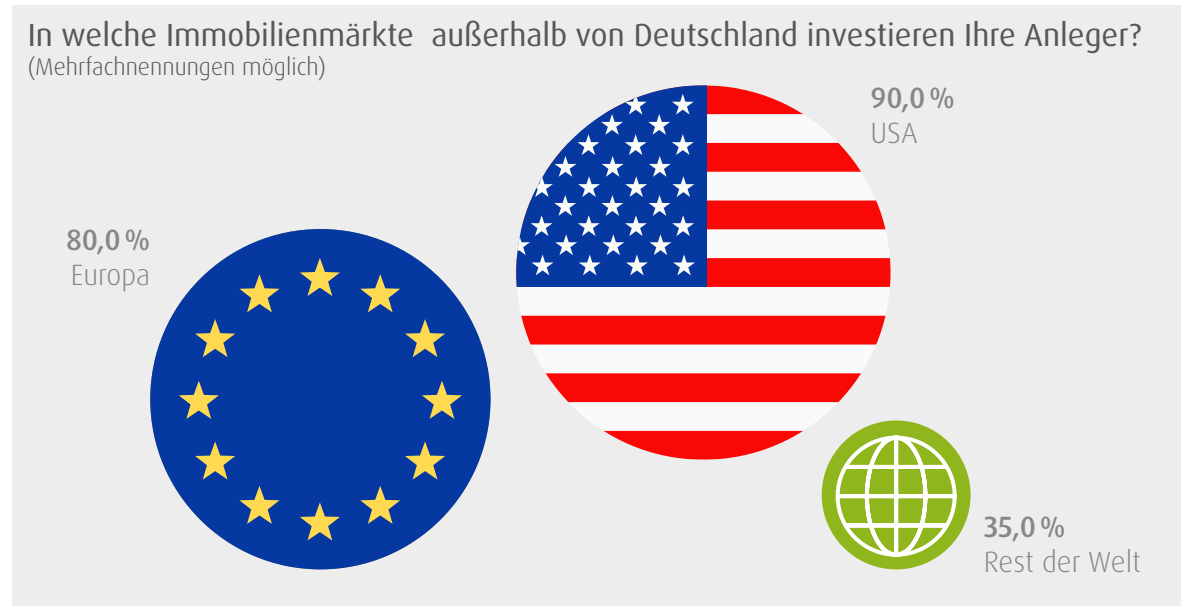 In welche Immobilienmärkte außerhalb von Deutschland investieren Ihre Anleger?
(Mehrfachnennungen möglich)
90,0 %
USA
80,0 %
Europa
35,0 %
Rest der Welt